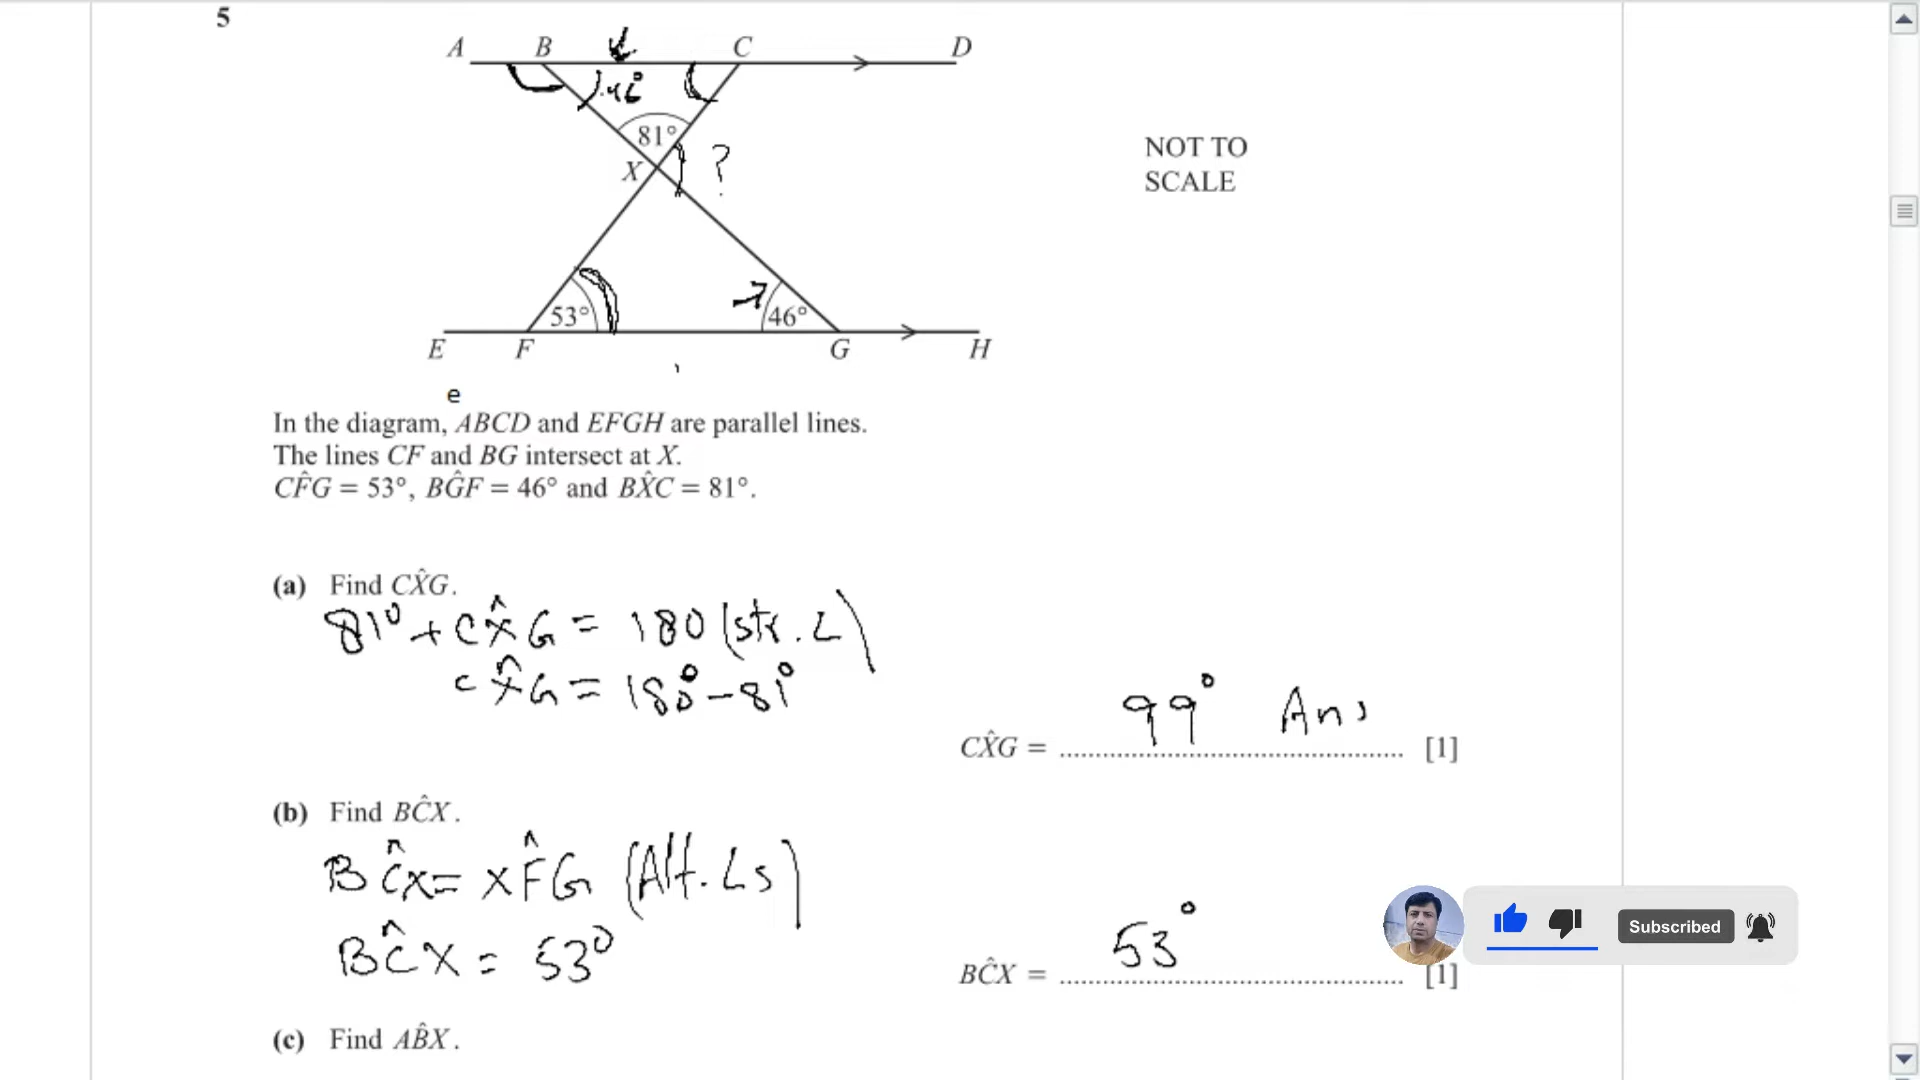 5
A B C D
46°
81°
X ?
NOT TO
SCALE
53° 46°
E F G H
e
In the diagram, ABCD and EFGH are parallel lines.
The lines CF and BG intersect at X.
CF̂G = 53°, BĜF = 46° and BX̂C = 81°.
(a) Find CX̂G.
81° + CX̂G = 180 (str. L)
CX̂G = 180° - 81°
99° Ans
CX̂G = ........................................ [1]
(b) Find BĈX.
BĈX = XF̂G (Alt. Ls)
BĈX = 53°
53°
BĈX = ........................................ [1]
Subscribed
(c) Find AB̂X.